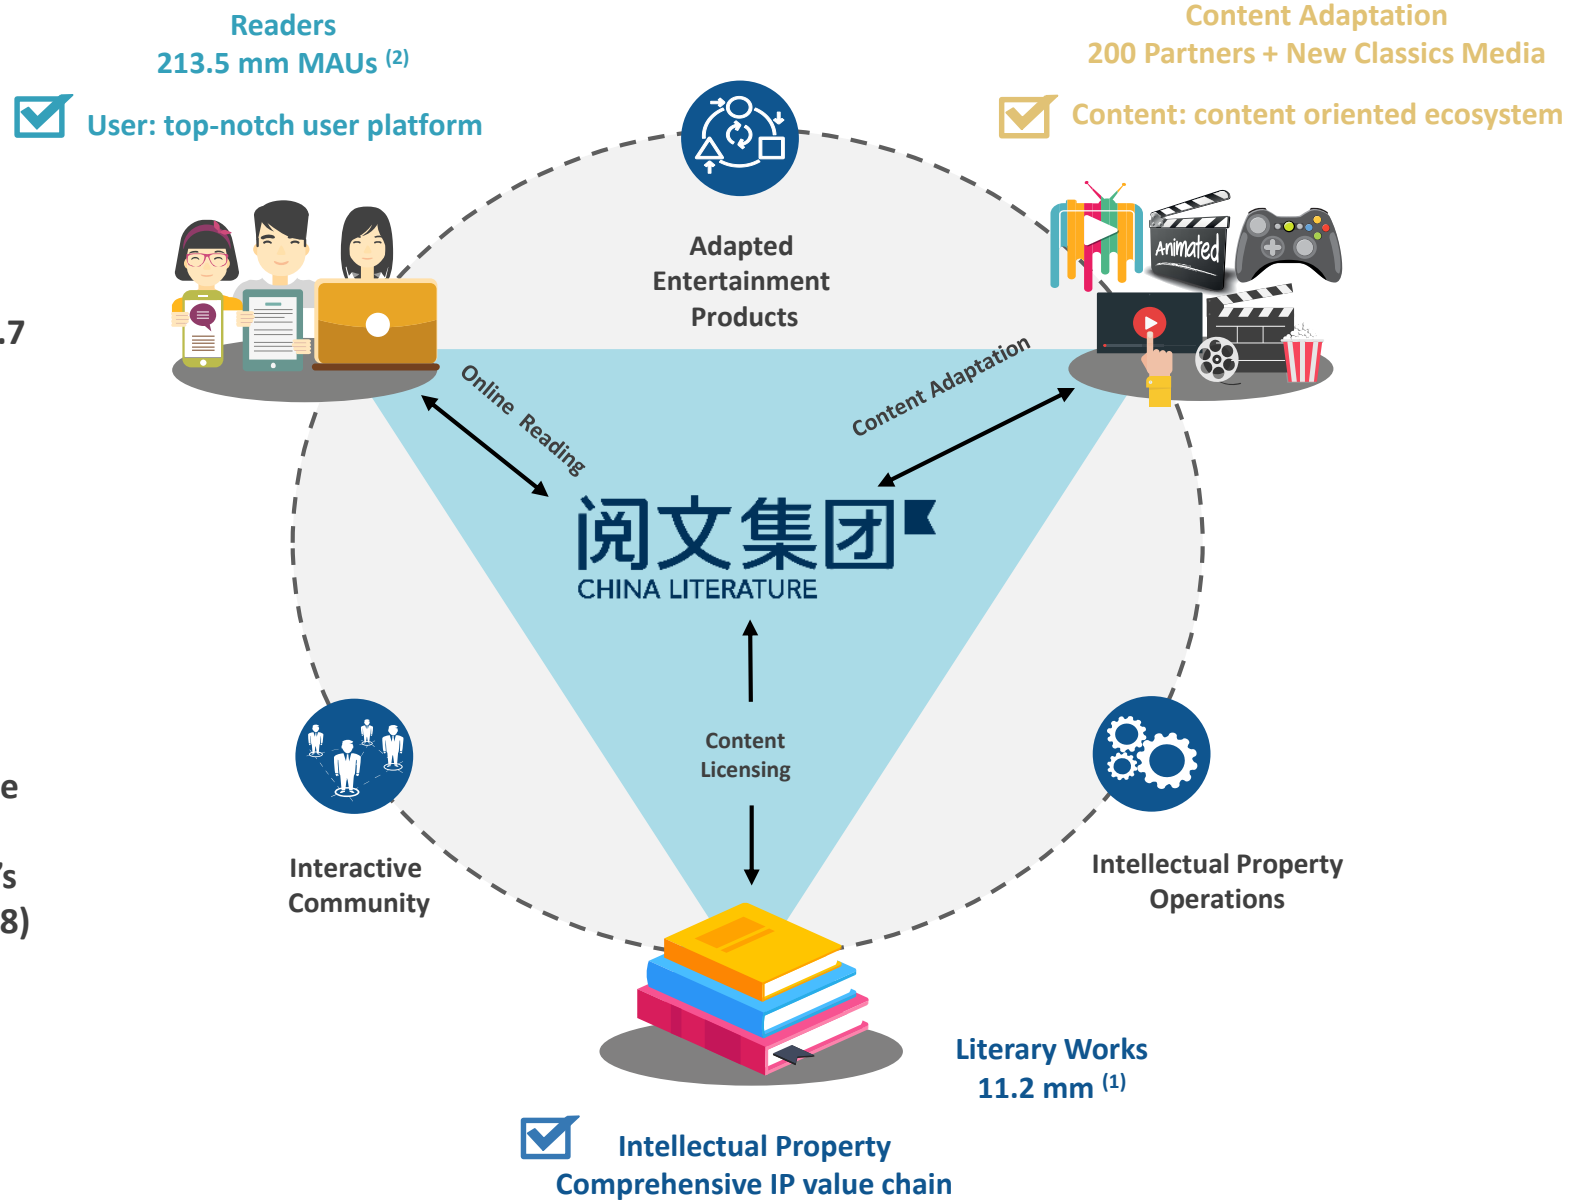 Readers
213.5 mm MAUs (2)
User: top-notch user platform
Content Adaptation
200 Partners + New Classics Media
Content: content oriented ecosystem
Adapted
Entertainment
Products
Animated
.7
Online Reading
Content Adaptation
阅文集团
CHINA LITERATURE
Content
Licensing
e
's
8)
Interactive
Community
Intellectual Property
Operations
Literary Works
11.2 mm (1)
Intellectual Property
Comprehensive IP value chain